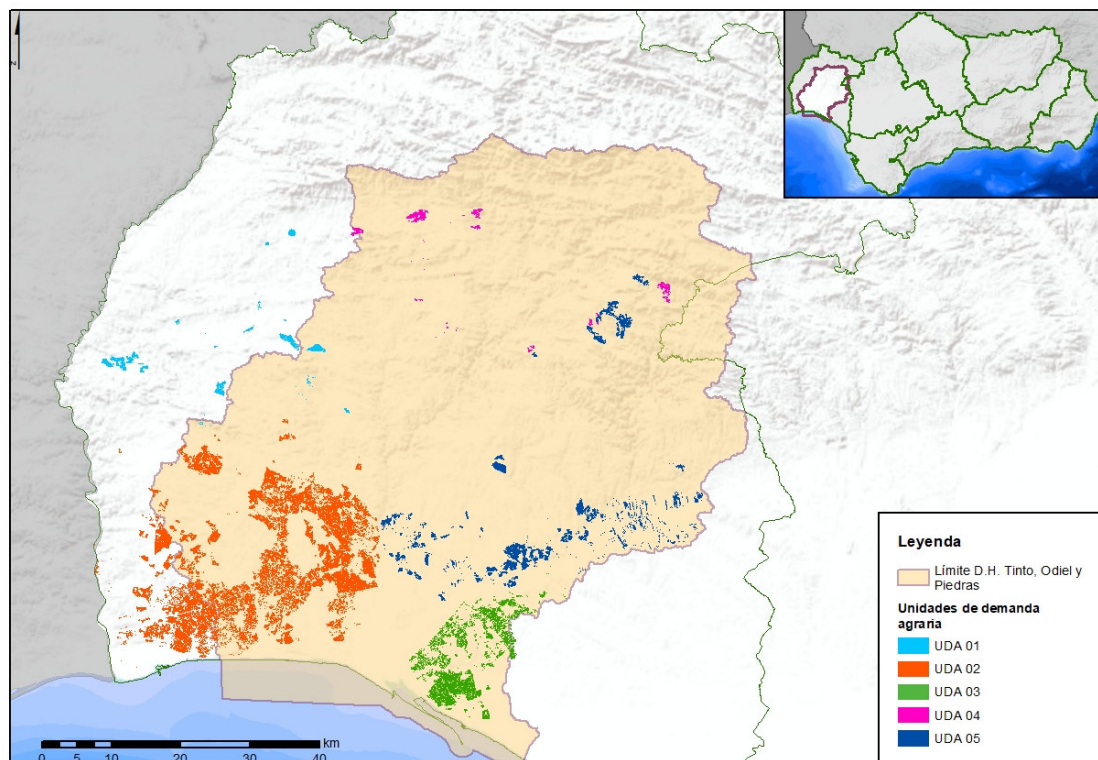 N
Leyenda
Límite D.H. Tinto, Odiel y
Piedras
Unidades de demanda
agraria
UDA 01
UDA 02
UDA 03
UDA 04
UDA 05
km
0 5 10 20 30 40